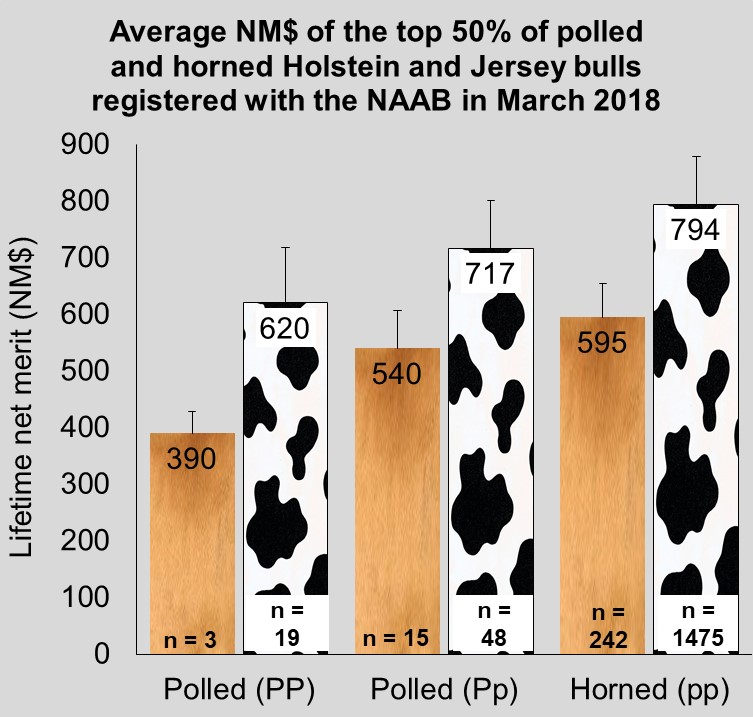 Average NM$ of the top 50% of polled
and horned Holstein and Jersey bulls
registered with the NAAB in March 2018
Lifetime net merit (NM$)
900
800
700
600
500
400
300
200
100
0
390
620
540
717
595
794
n = 3
n =
19
n = 15
n =
48
n =
242
n =
1475
Polled (PP)
Polled (Pp)
Horned (pp)